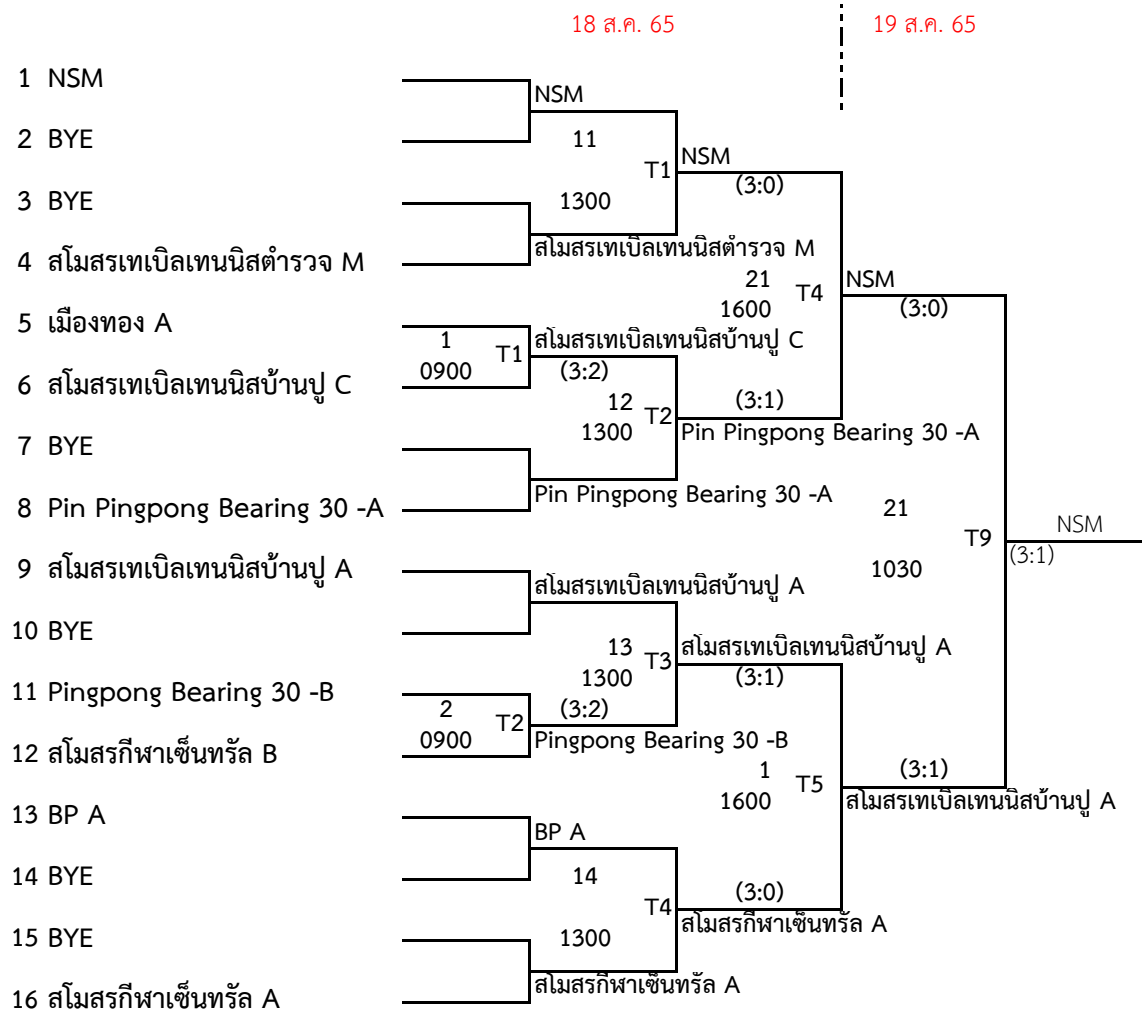 18 ส.ค. 65
19 ส.ค. 65
1 NSM
NSM
2 BYE
11
T1
NSM
(3:0)
3 BYE
1300
สโมสรเทเบิลเทนนิสตำรวจ M
4 สโมสรเทเบิลเทนนิสตำรวจ M
21
1600
T4
NSM
(3:0)
5 เมืองทอง A
1
0900
T1
สโมสรเทเบิลเทนนิสบ้านปู C
(3:2)
6 สโมสรเทเบิลเทนนิสบ้านปู C
12
1300
T2
(3:1)
Pin Pingpong Bearing 30 -A
7 BYE
Pin Pingpong Bearing 30 -A
8 Pin Pingpong Bearing 30 -A
21
1030
T9
NSM
(3:1)
9 สโมสรเทเบิลเทนนิสบ้านปู A
สโมสรเทเบิลเทนนิสบ้านปู A
10 BYE
13
1300
T3
สโมสรเทเบิลเทนนิสบ้านปู A
(3:1)
11 Pingpong Bearing 30 -B
2
0900
T2
(3:2)
Pingpong Bearing 30 -B
12 สโมสรกีฬาเซ็นทรัล B
1
1600
T5
(3:1)
สโมสรเทเบิลเทนนิสบ้านปู A
13 BP A
BP A
14 BYE
14
T4
(3:0)
สโมสรกีฬาเซ็นทรัล A
15 BYE
1300
สโมสรกีฬาเซ็นทรัล A
16 สโมสรกีฬาเซ็นทรัล A